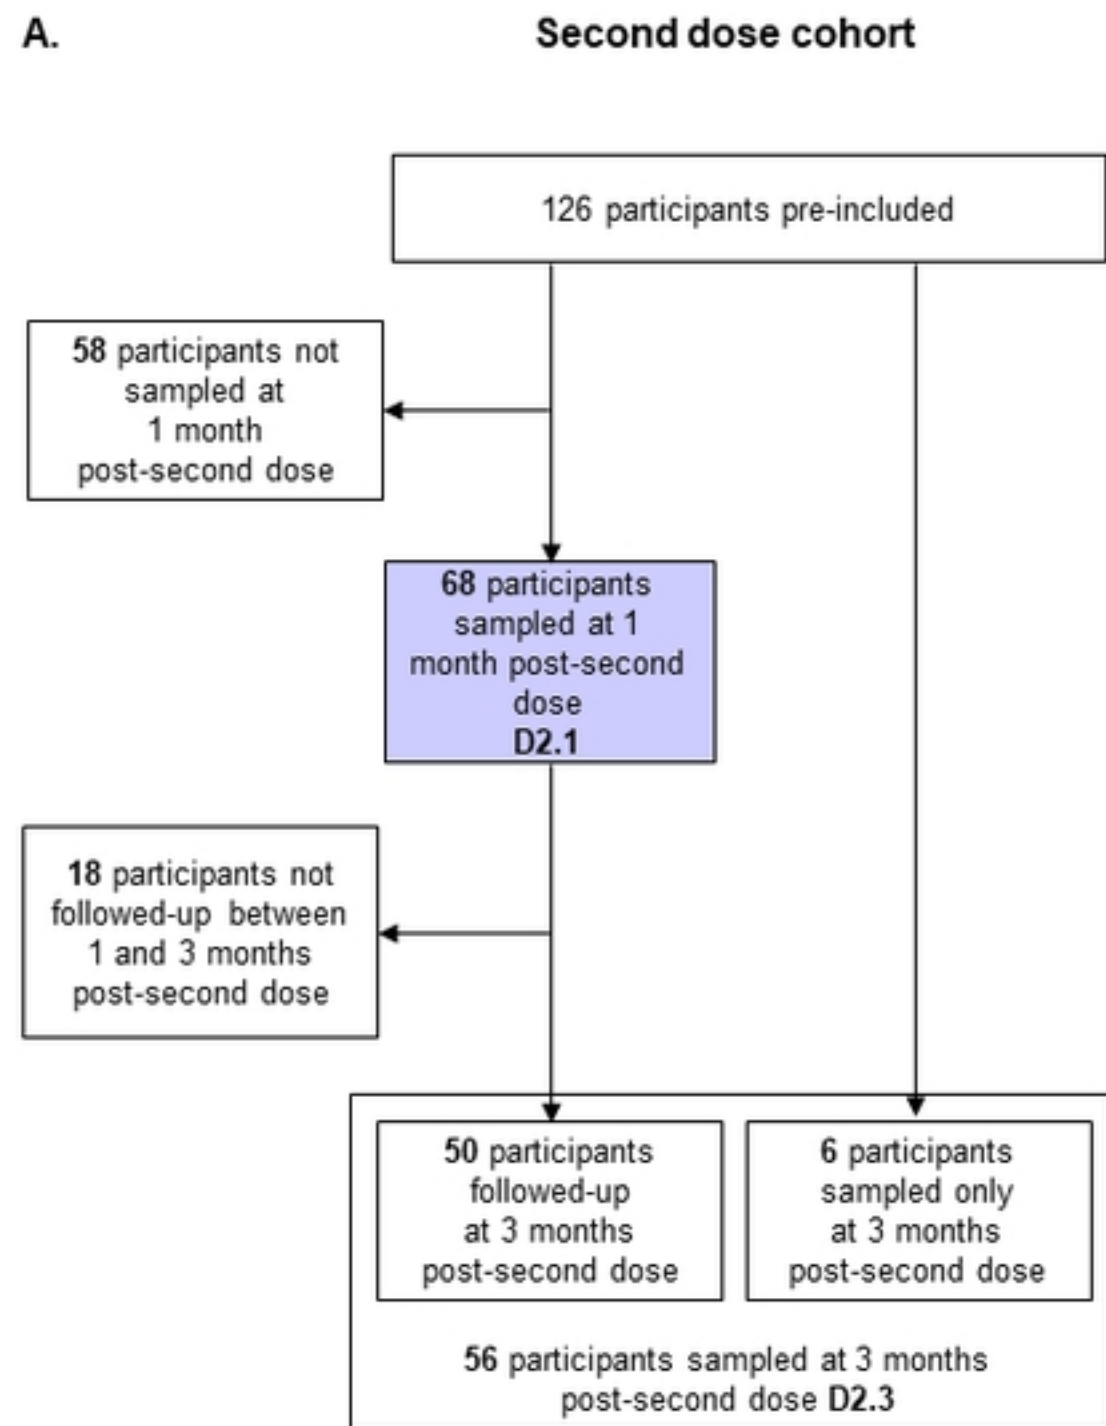 A.
Second dose cohort
126 participants pre-included
58 participants not
sampled at
1 month
post-second dose
68 participants
sampled at 1
month post-second
dose
D2.1
18 participants not
followed-up between
1 and 3 months
post-second dose
50 participants
followed-up
at 3 months
post-second dose
6 participants
sampled only
at 3 months
post-second dose
56 participants sampled at 3 months
post-second dose D2.3